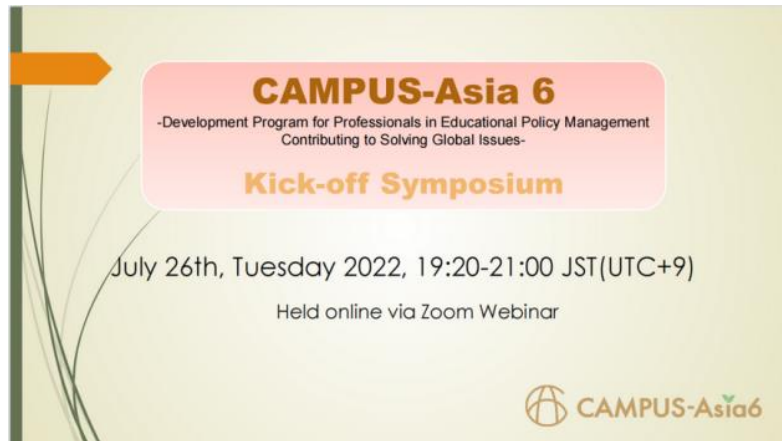 CAMPUS-Asia 6
-Development Program for Professionals in Educational Policy Management
Contributing to Solving Global Issues-
Kick-off Symposium
July 26th, Tuesday 2022, 19:20-21:00 JST(UTC+9)
Held online via Zoom Webinar
CAMPUS-Asia6